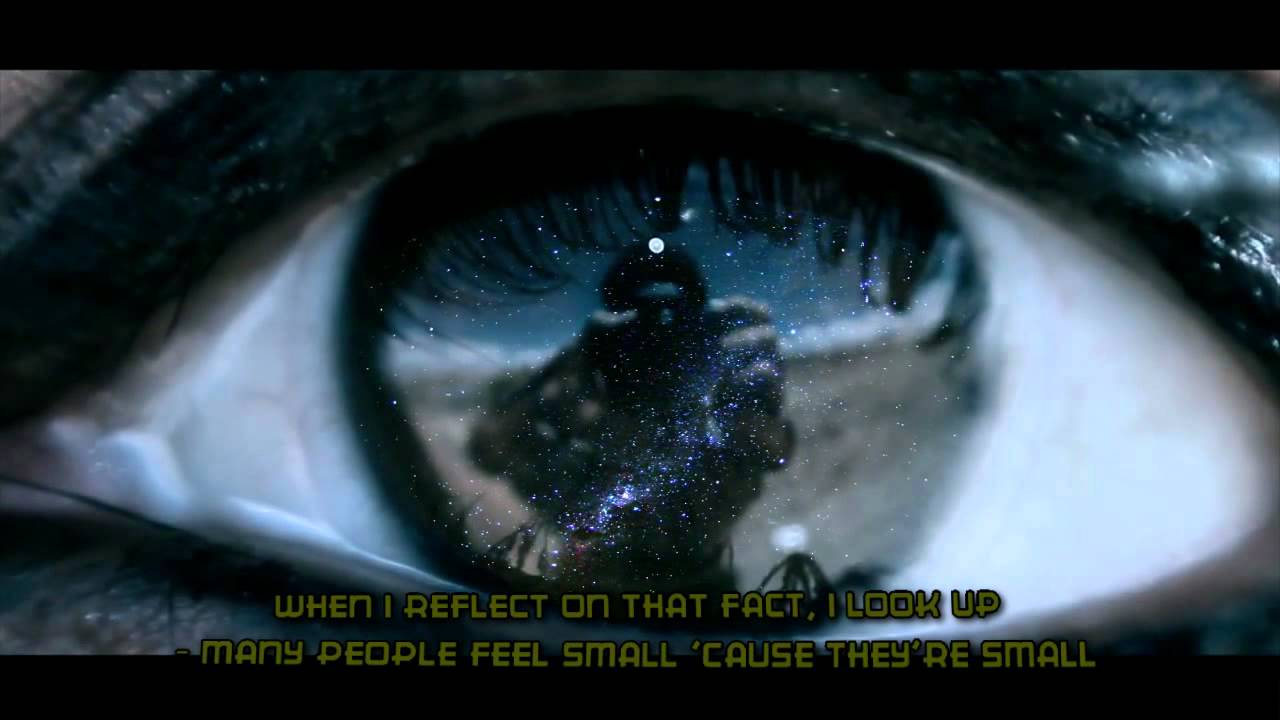 WHEN I REFLECT ON THAT FACT, I LOOK UP
- MANY PEOPLE FEEL SMALL 'CAUSE THEY'RE SMALL